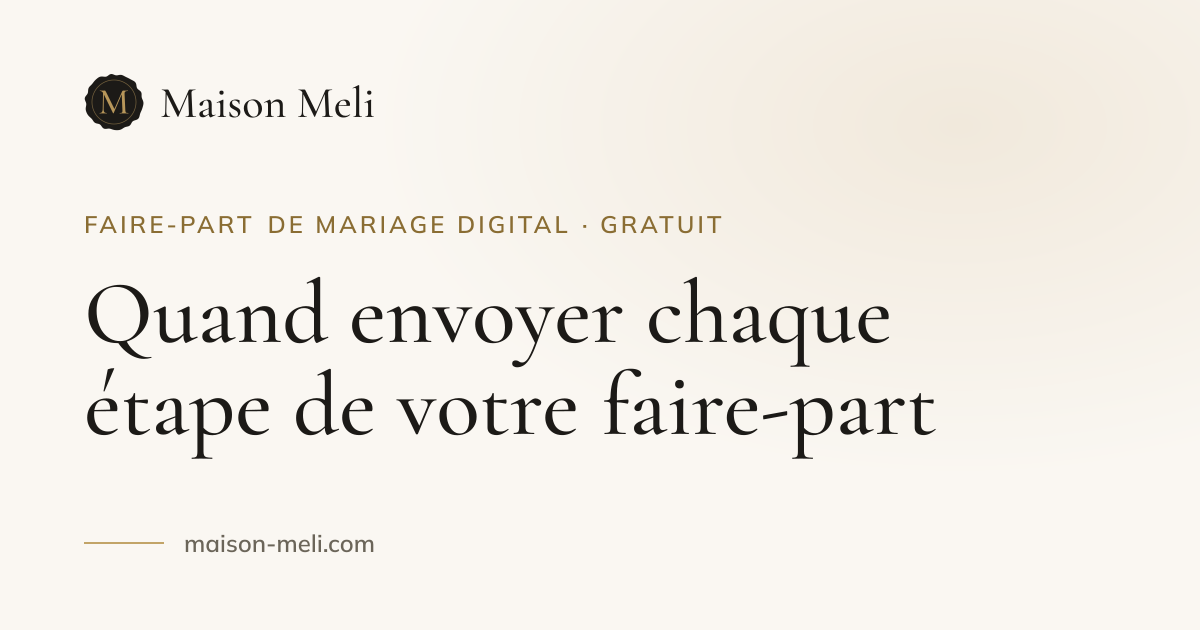 M
Maison Meli
FAIRE-PART DE MARIAGE DIGITAL · GRATUIT
Quand envoyer chaque
étape de votre faire-part
maison-meli.com